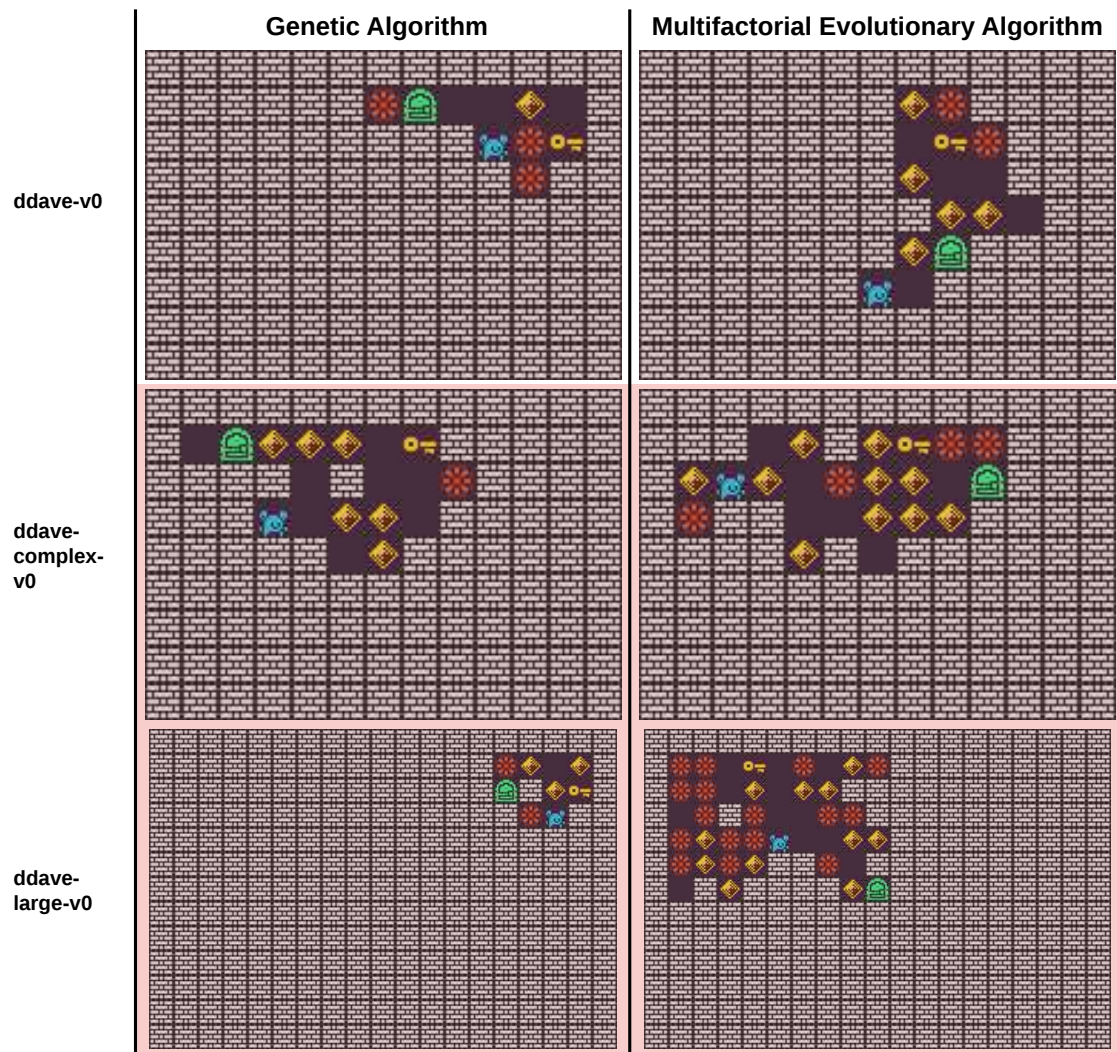 Genetic Algorithm
Multifactorial Evolutionary Algorithm
ddave-v0
ddave-
complex-
v0
ddave-
large-v0